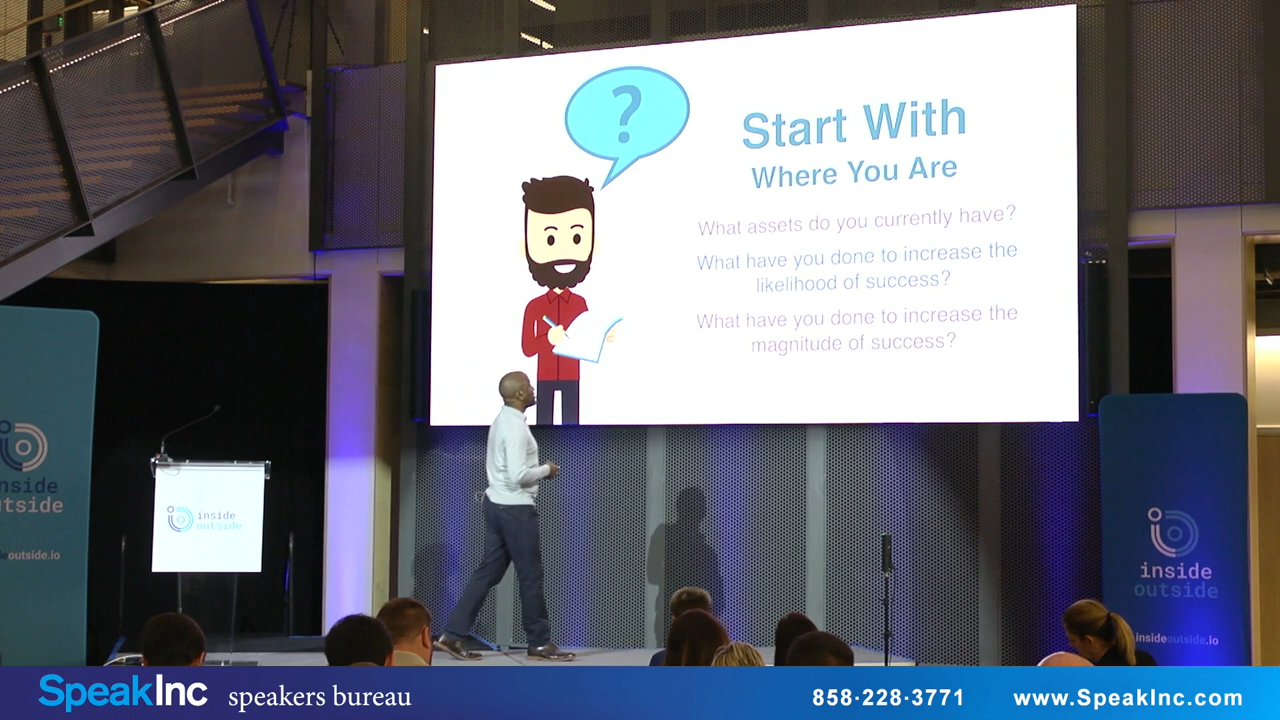 ?
Start With
Where You Are
What assets do you currently have?
What have you done to increase the
likelihood of success?
What have you done to increase the
magnitude of success?
nside
utside
outside.io
inside
outside
inside
outside
insideoutside.io
SpeakInc speakers bureau
858·228·3771
www.SpeakInc.com